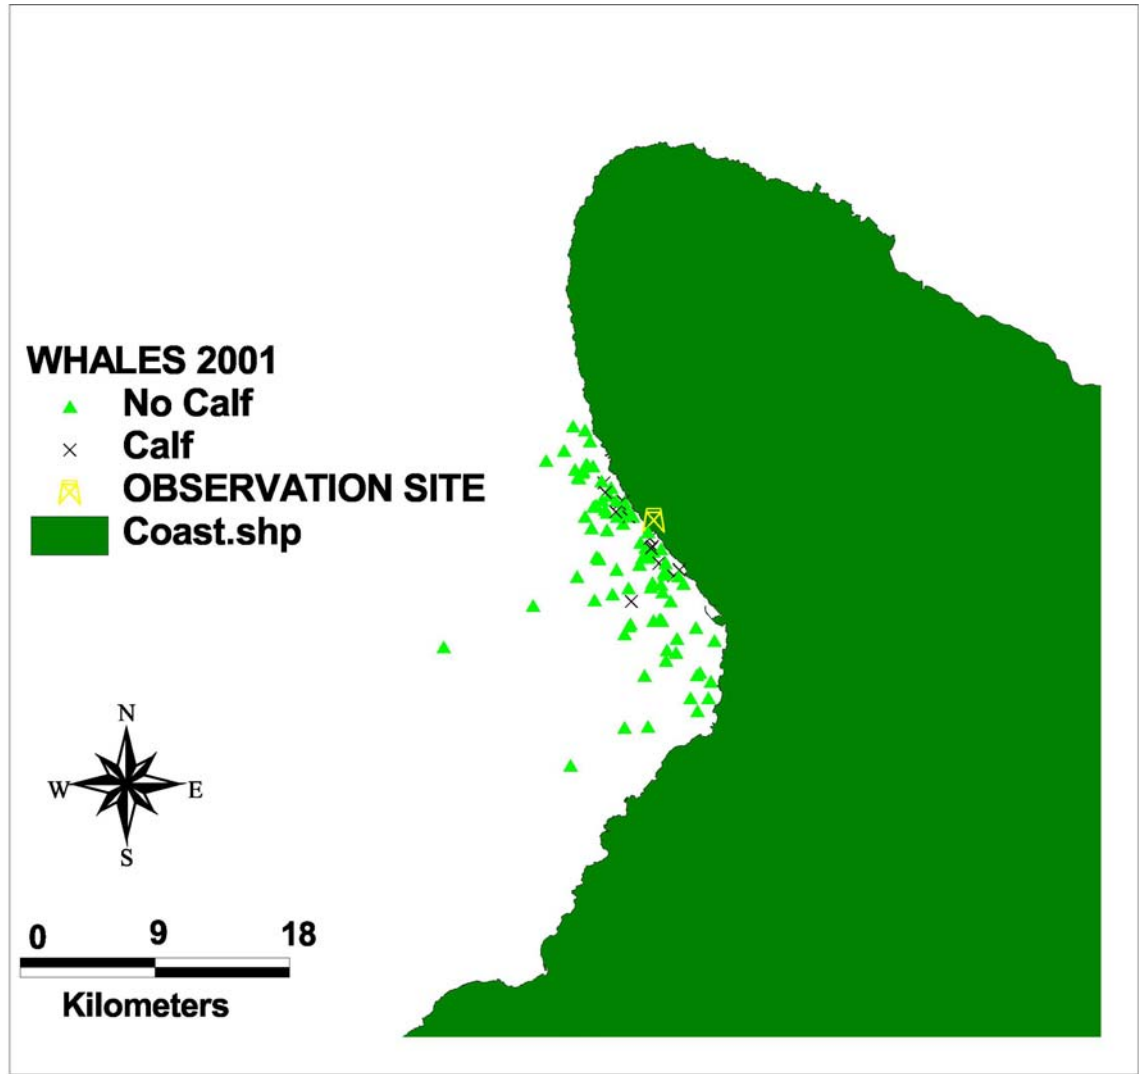 WHALES 2001
No Calf
Calf
OBSERVATION SITE
Coast.shp
N
W E
S
0 9 18
Kilometers